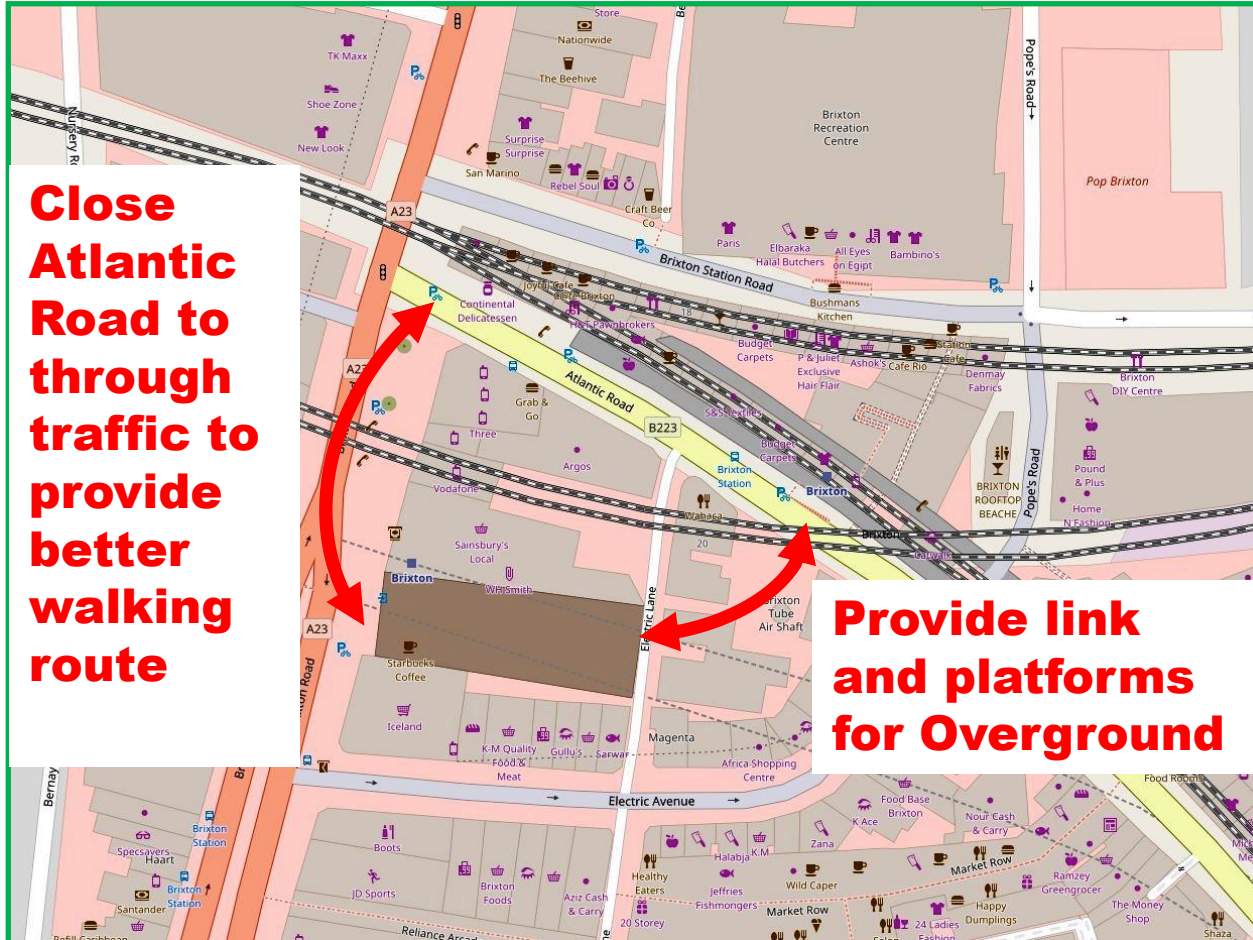 Store
Nationwide
TK Maxx
The Beehive
Shoe Zone
New Look
Surprise
Surprise
San Marino
Rebel Soul
Craft Beer
Co
Brixton
Recreation
Centre
Pope's Road
Pop Brixton
A23
Paris
Elbaraka
Halal Butchers
All Eyes
on Egipt
Bambino's
Brixton Station Road
Bushmans
Kitchen
Close
Atlantic
Road to
through
traffic to
provide
better
walking
route
Continental
Delicatessen
H&T Pawnbrokers
18
Budget
Carpets
P & Juliet
Exclusive
Hair Flair
Ashok's
Cafe Rio
Station
Cafe
Denmay
Fabrics
Brixton
DIY Centre
Grab &
Go
Atlantic Road
S&S Textiles
Three
B223
Budget
Carpets
Argos
Brixton
Station
Brixton
Vodafone
BRIXTON
ROOFTOP
BEACHE
Pope's Road
Pound
& Plus
Home
N Fashion
Wahaca
20
Brixton
Sainsbury's
Local
WHSmith
Brixton
Electric Lane
Brixton
Tube
Air Shaft
A23
Starbucks
Coffee
Provide link
and platforms
for Overground
Iceland
K-M Quality
Food &
Meat
Gullu's
Sarwar
Magenta
Africa Shopping
Centre
Food Rooms
Electric Avenue
Specsavers
Haart
Brixton
Station
Brixton
Station
Santander
Boots
JD Sports
Brixton
Foods
Aziz Cash
& Carry
Healthy
Eaters
Halabja
K.M
Zana
K Ace
Food Base
Brixton
Nour Cash
& Carry
Market Row
Jeffries
Fishmongers
Wild Caper
Ramzey
Greengrocer
20 Storey
Market Row
Happy
Dumplings
24 Ladies
Fashion
The Money
Shop
Shaza